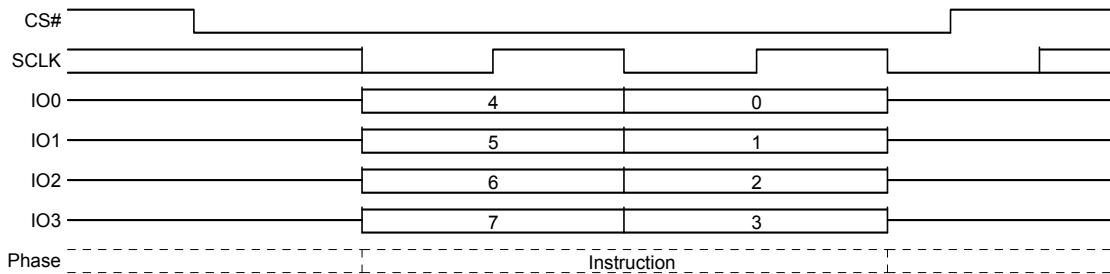 CS#
SCLK
IO0 4 0
IO1 5 1
IO2 6 2
IO3 7 3
Phase Instruction